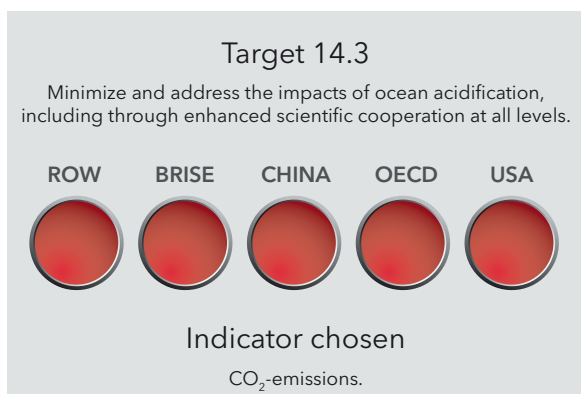 Target 14.3
Minimize and address the impacts of ocean acidification,
including through enhanced scientific cooperation at all levels.
ROW BRISE CHINA OECD USA
Indicator chosen
CO₂-emissions.